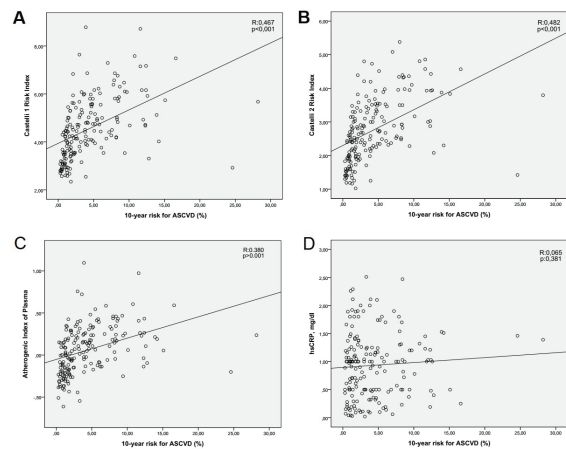 A
R:0,467
p<0,001
Castelli 1 Risk Index
8,00
6,00
4,00
2,00
,00 5,00 10,00 15,00 20,00 25,00 30,00
10-year risk for ASCVD (%)
B
R:0,482
p<0,001
Castelli 2 Risk Index
6,00
5,00
4,00
3,00
2,00
1,00
,00 5,00 10,00 15,00 20,00 25,00 30,00
10-year risk for ASCVD (%)
C
R:0.380
p>0.001
Atherogenic Index of Plasma
1,00
,50
,00
-,50
,00 5,00 10,00 15,00 20,00 25,00 30,00
10-year risk for ASCVD (%)
D
R:0,065
p:0,381
hsCRP, mg/dl
3,00
2,50
2,00
1,50
1,00
,50
,00
,00 5,00 10,00 15,00 20,00 25,00 30,00
10-year risk for ASCVD (%)